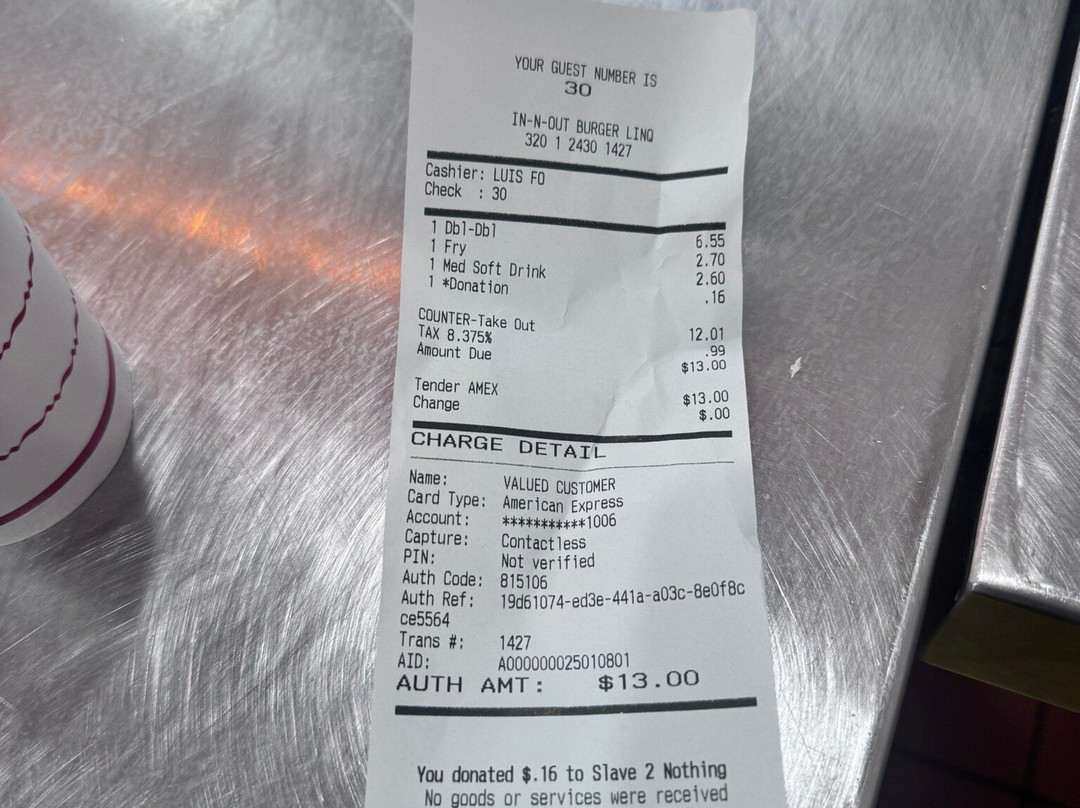 YOUR GUEST NUMBER IS
30
IN-N-OUT BURGER LINQ
320 1 2430 1427
Cashier: LUIS FO
Check : 30
1 Dbl-Dbl 6.55
1 Fry 2.70
1 Med Soft Drink 2.60
1 *Donation .16
COUNTER-Take Out 12.01
TAX 8.375% .99
Amount Due $13.00
Tender AMEX $13.00
Change $.00
CHARGE DETAIL
Name: VALUED CUSTOMER
Card Type: American Express
Account: ***********1006
Capture: Contactless
PIN: Not verified
Auth Code: 815106
Auth Ref: 19d61074-ed3e-441a-a03c-8e0f8c
ce5564
Trans #: 1427
AID: A000000025010801
AUTH AMT: $13.00
You donated $.16 to Slave 2 Nothing
No goods or services were received